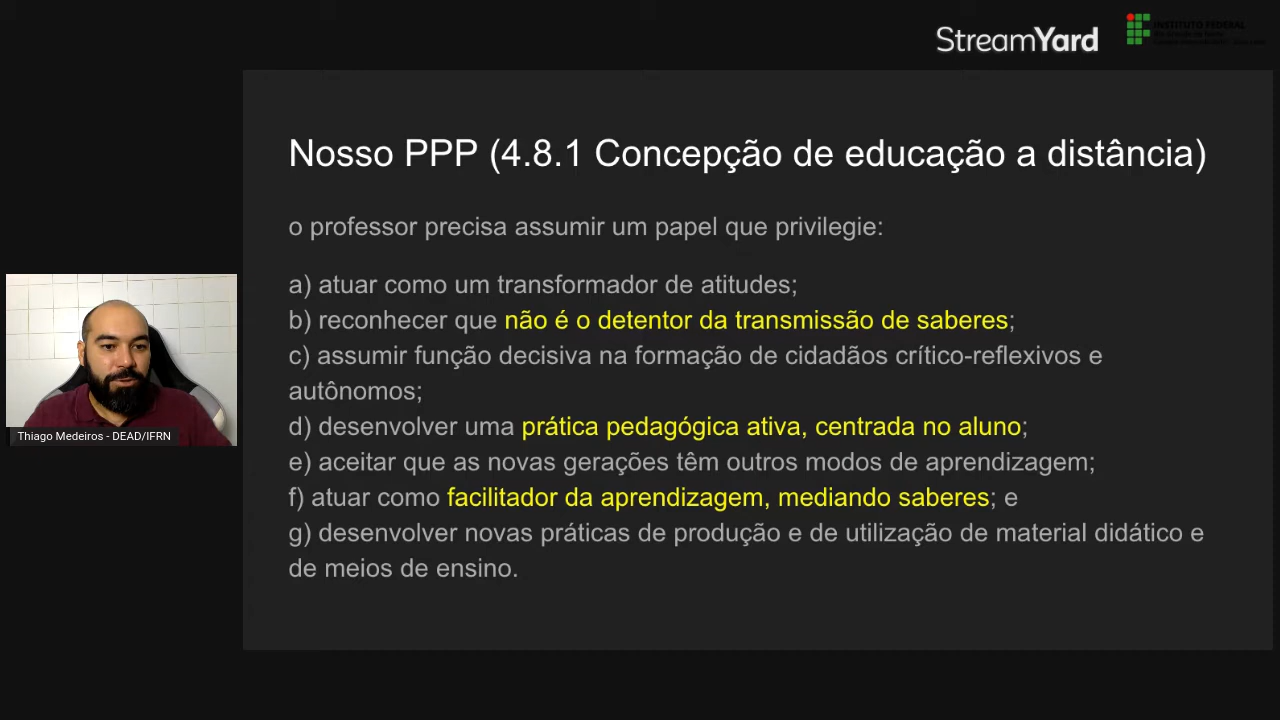 StreamYard
INSTITUTO FEDERAL
Nosso PPP (4.8.1 Concepção de educação a distância)
o professor precisa assumir um papel que privilegie:
a) atuar como um transformador de atitudes;
b) reconhecer que não é o detentor da transmissão de saberes;
c) assumir função decisiva na formação de cidadãos crítico-reflexivos e
autônomos;
d) desenvolver uma prática pedagógica ativa, centrada no aluno;
e) aceitar que as novas gerações têm outros modos de aprendizagem;
f) atuar como facilitador da aprendizagem, mediando saberes; e
g) desenvolver novas práticas de produção e de utilização de material didático e
de meios de ensino.
Thiago Medeiros - DEAD/IFRN